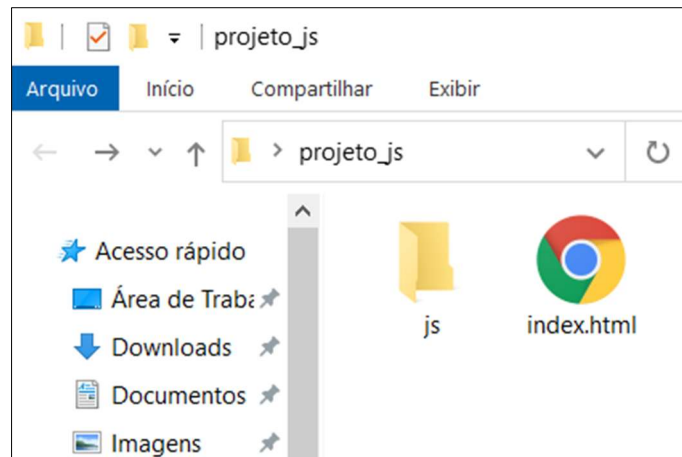 projeto_js
Arquivo Início Compartilhar Exibir
projeto_js
Acesso rápido
Área de Traba
Downloads
Documentos
Imagens
js
index.html